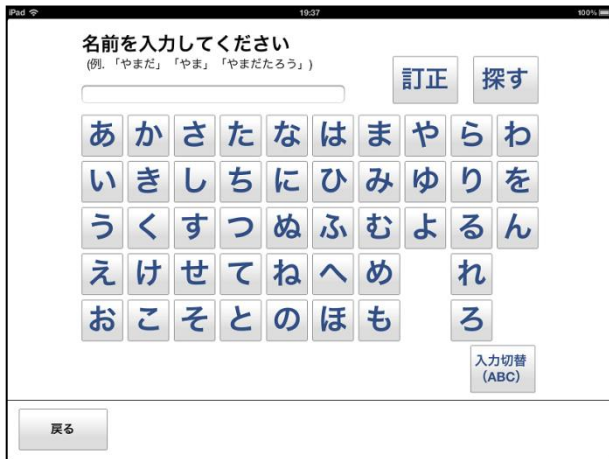 iPad 19:37 100%
名前を入力してください
(例. 「やまだ」 「やま」 「やまだたろう」)
訂正 探す
あ か さ た な は ま や ら わ
い き し ち に ひ み ゆ り を
う く す つ ぬ ふ む よ る ん
え け せ て ね へ め れ
お こ そ と の ほ も ろ
入力切替
(ABC)
戻る